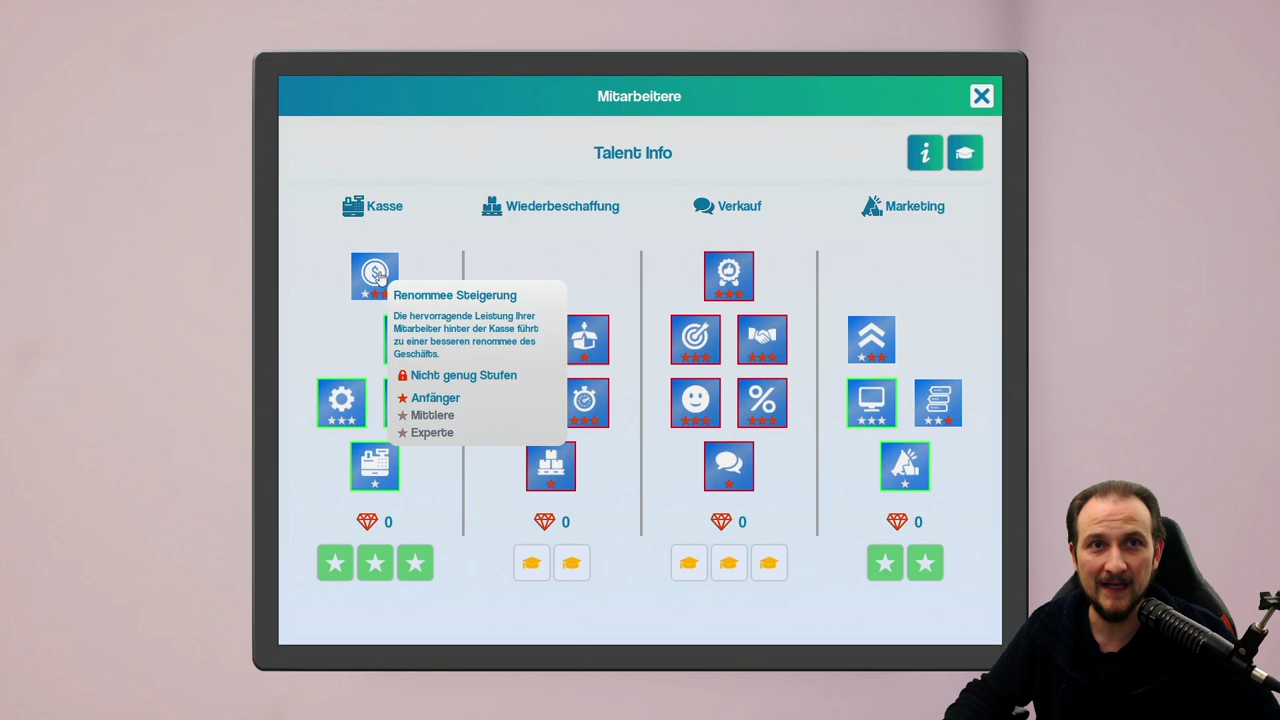 Mitarbeitere
Talent Info
Kasse
Wiederbeschaffung
Verkauf
Marketing
Renommee Steigerung
Die hervorragende Leistung Ihrer
Mitarbeiter hinter der Kasse führt
zu einer besseren renommee des
Geschäfts.
Nicht genug Stufen
Anfänger
Mittlere
Experte
0
0
0
0